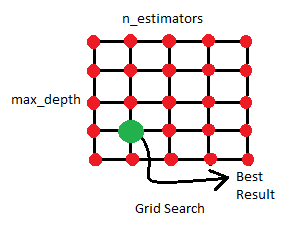 n_estimators
max_depth
Best
Result
Grid Search